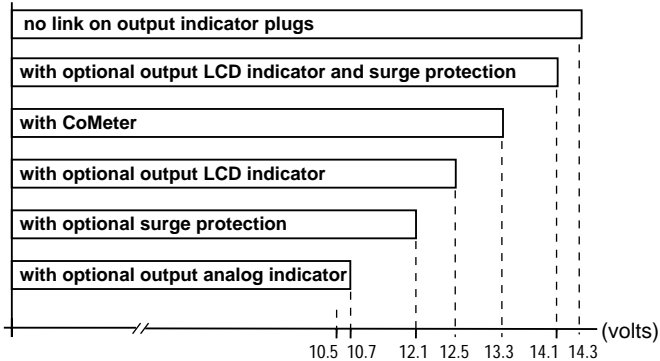 no link on output indicator plugs
with optional output LCD indicator and surge protection
with CoMeter
with optional output LCD indicator
with optional surge protection
with optional output analog indicator
(volts)
10.5 10.7 12.1 12.5 13.3 14.1 14.3